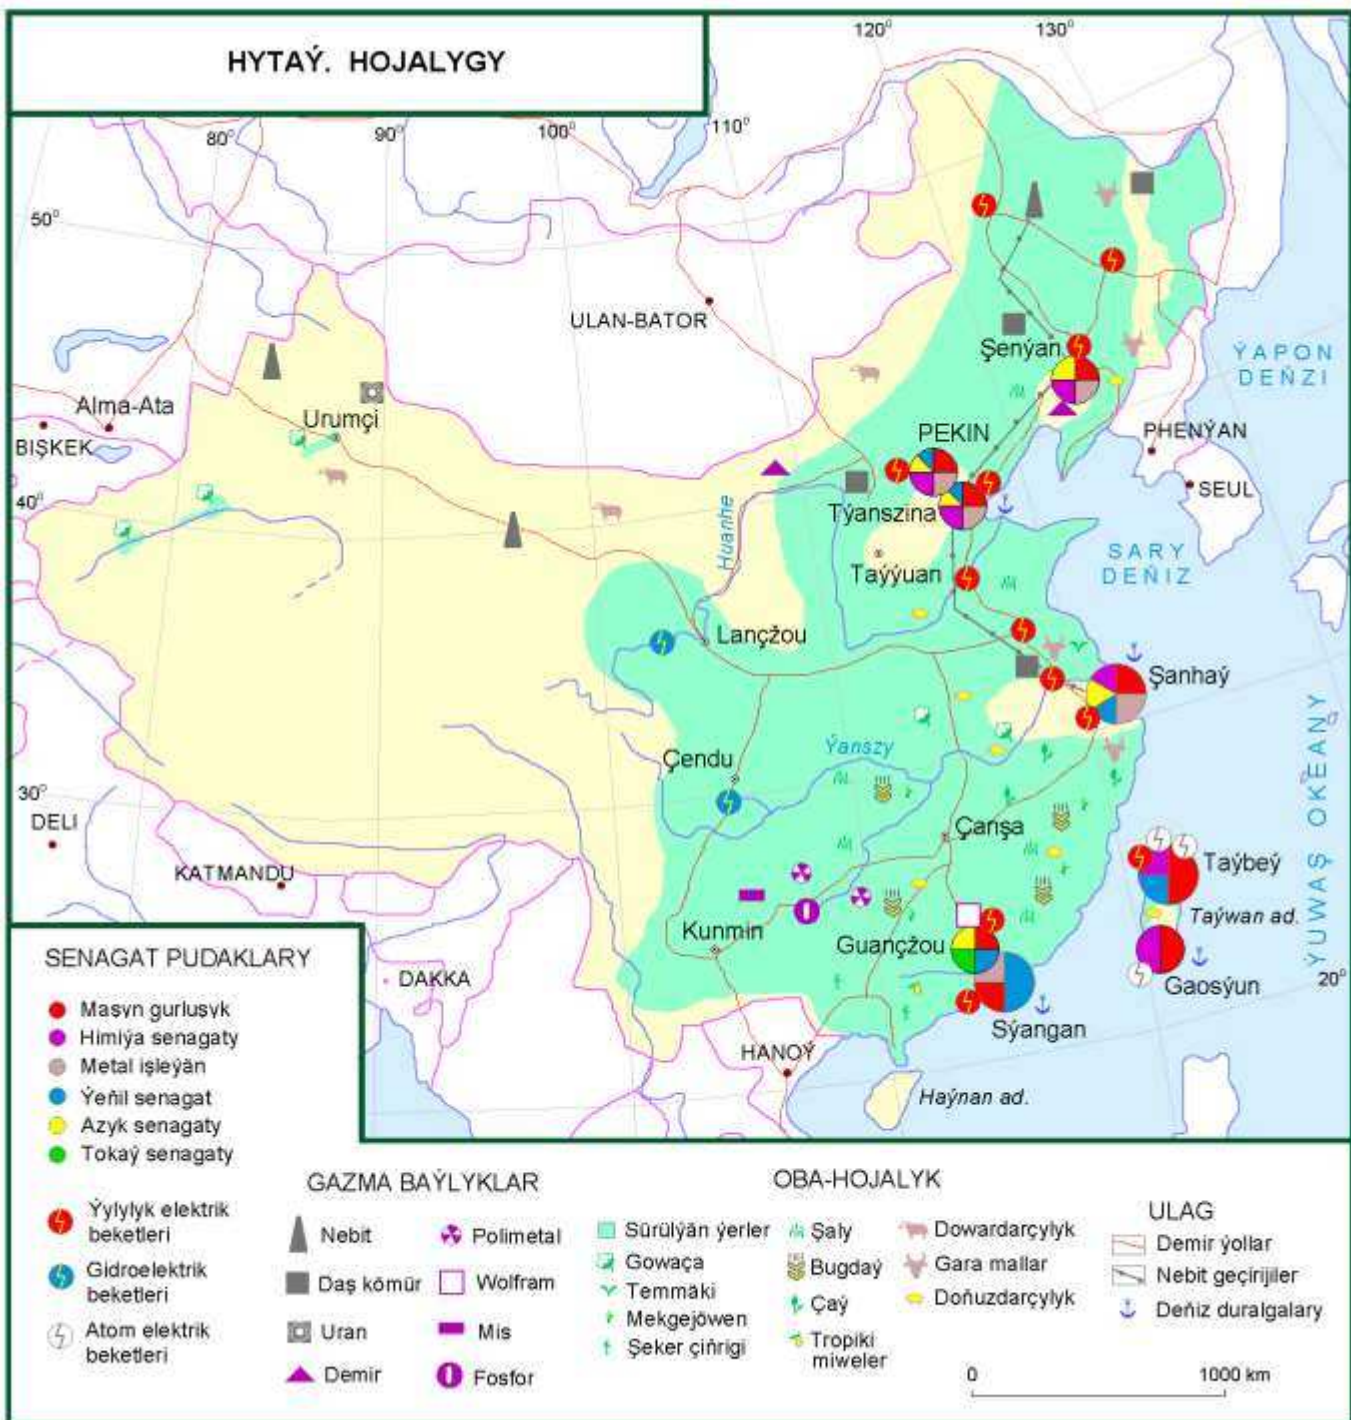 HYTAÝ. HOJALYGY
120°
130°
80°
90°
100°
110°
50°
ULAN-BATOR
Şenýan
ÝAPON
DEŇZI
Alma-Ata
Urumçi
BIŞKEK
PEKIN
PHENÝAN
SEUL
40°
Týanszina
Huanhe
SARY
DEŇIZ
Taýýuan
Lançžou
Şanhaý
Çendu
Ýanszy
30°
DELI
YUWAŞ OKEANY
Çanşa
KATMANDU
Taýbeý
Taýwan ad.
Kunmin
Guançžou
DAKKA
Gaosýun
20°
Sýangan
HANOÝ
Haýnan ad.
SENAGAT PUDAKLARY
Maşyn gurluşyk
Himiýa senagaty
Metal işleýän
Ýeňil senagat
Azyk senagaty
Tokaý senagaty
Ýylylyk elektrik
beketleri
Gidroelektrik
beketleri
Atom elektrik
beketleri
GAZMA BAÝLYKLAR
Nebit
Daş kömür
Uran
Demir
Polimetal
Wolfram
Mis
Fosfor
OBA-HOJALYK
Sürülýän ýerler
Gowaça
Temmäki
Mekgejöwen
Şeker çiňrigi
Şaly
Bugdaý
Çaý
Tropiki
miweler
Dowardarçylyk
Gara mallar
Doňuzdarçylyk
ULAG
Demir ýollar
Nebit geçirijiler
Deňiz duralgalary
0 1000 km